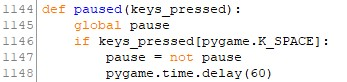 1144 def paused(keys_pressed):
1145     global pause
1146     if keys_pressed[pygame.K_SPACE]:
1147         pause = not pause
1148         pygame.time.delay(60)